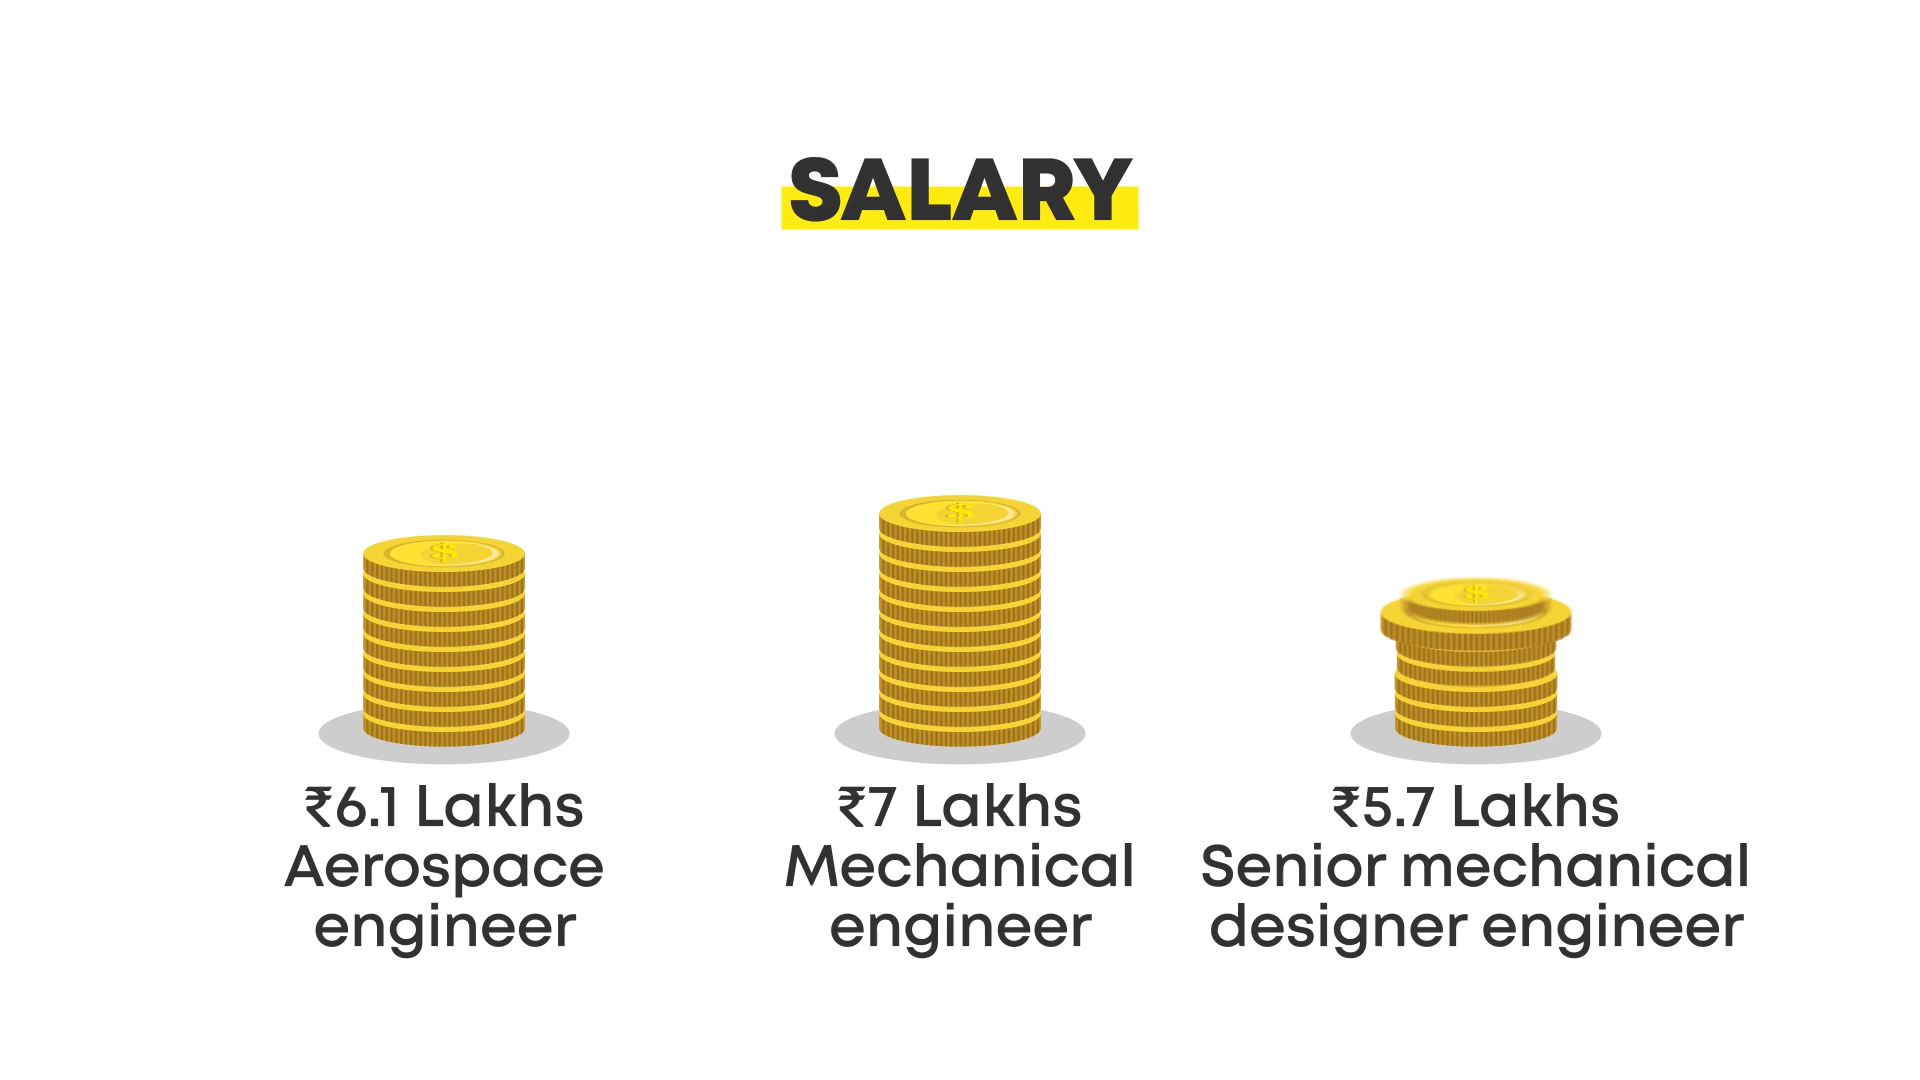 SALARY
$
$
$
₹6.1 Lakhs
Aerospace
engineer
₹7 Lakhs
Mechanical
engineer
₹5.7 Lakhs
Senior mechanical
designer engineer